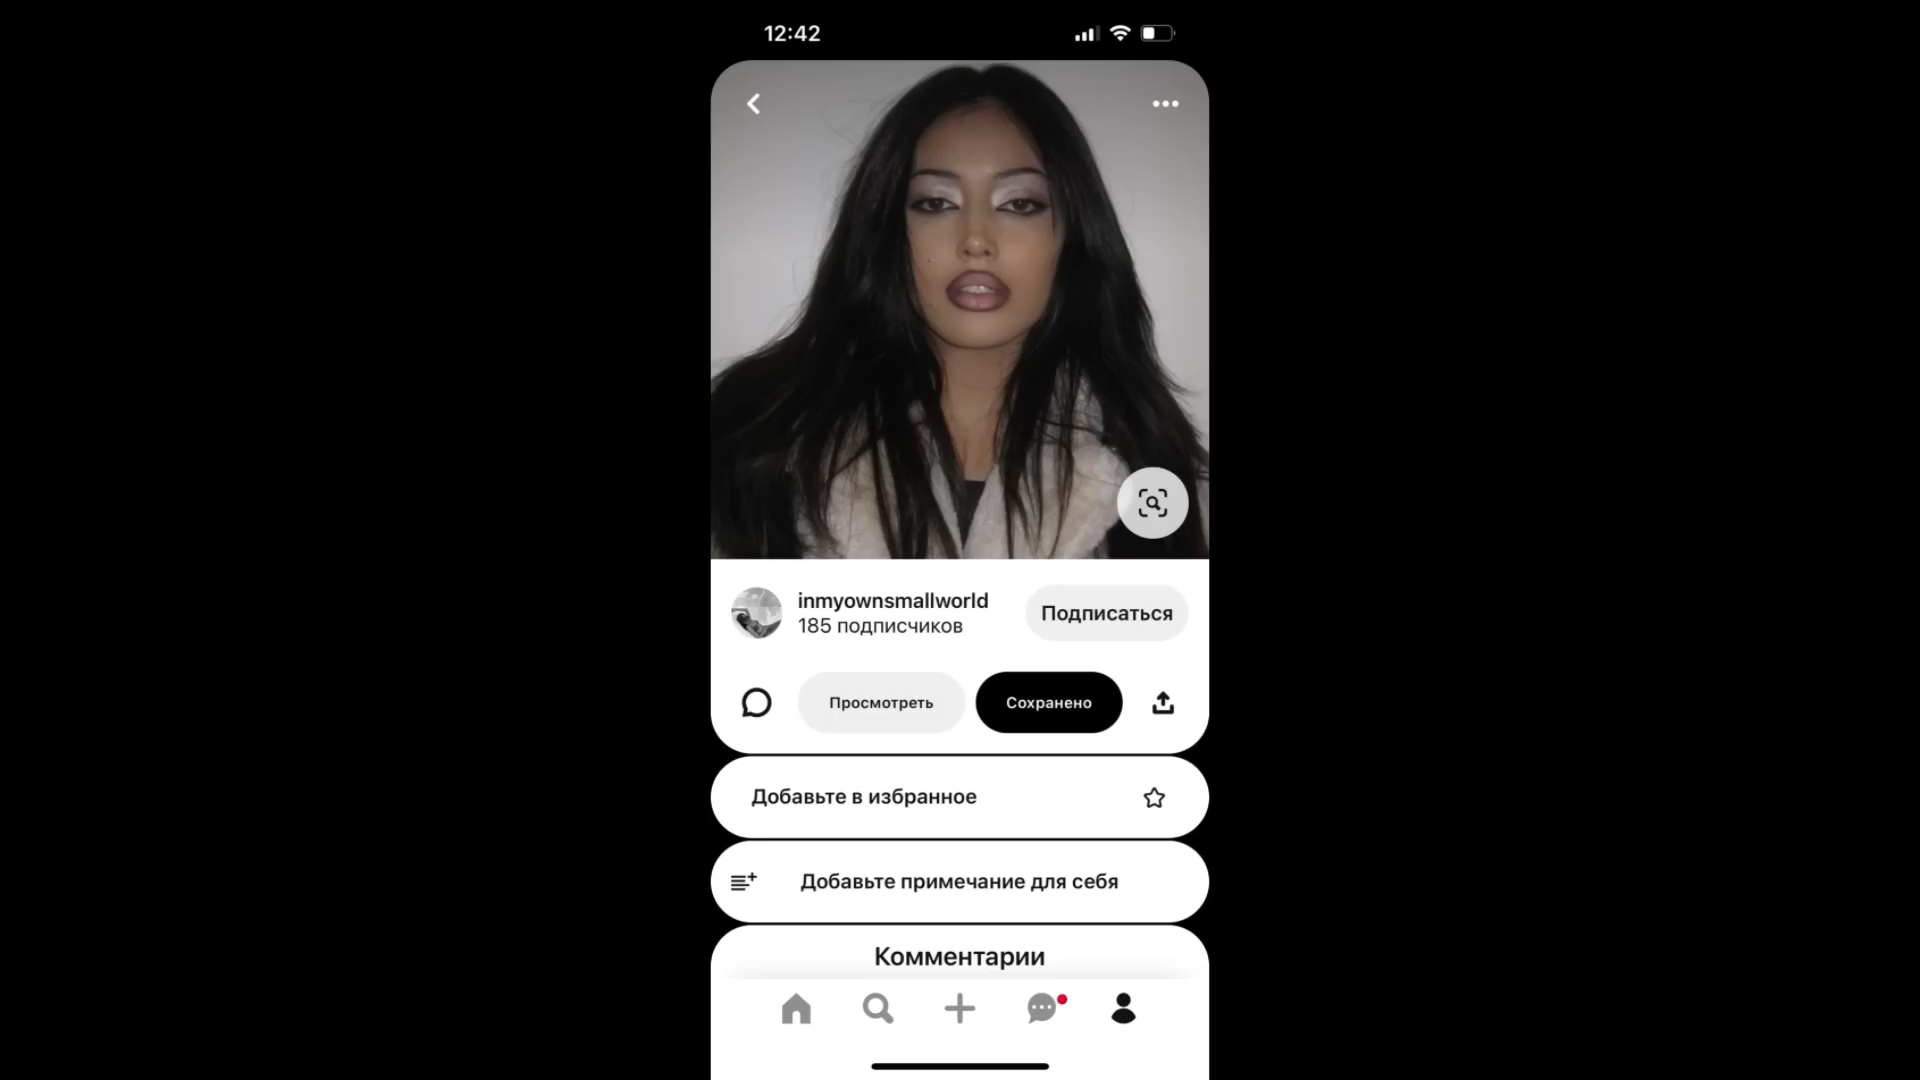 12:42
inmyownsmallworld
185 подписчиков
Подписаться
Просмотреть
Сохранено
Добавьте в избранное
Добавьте примечание для себя
Комментарии